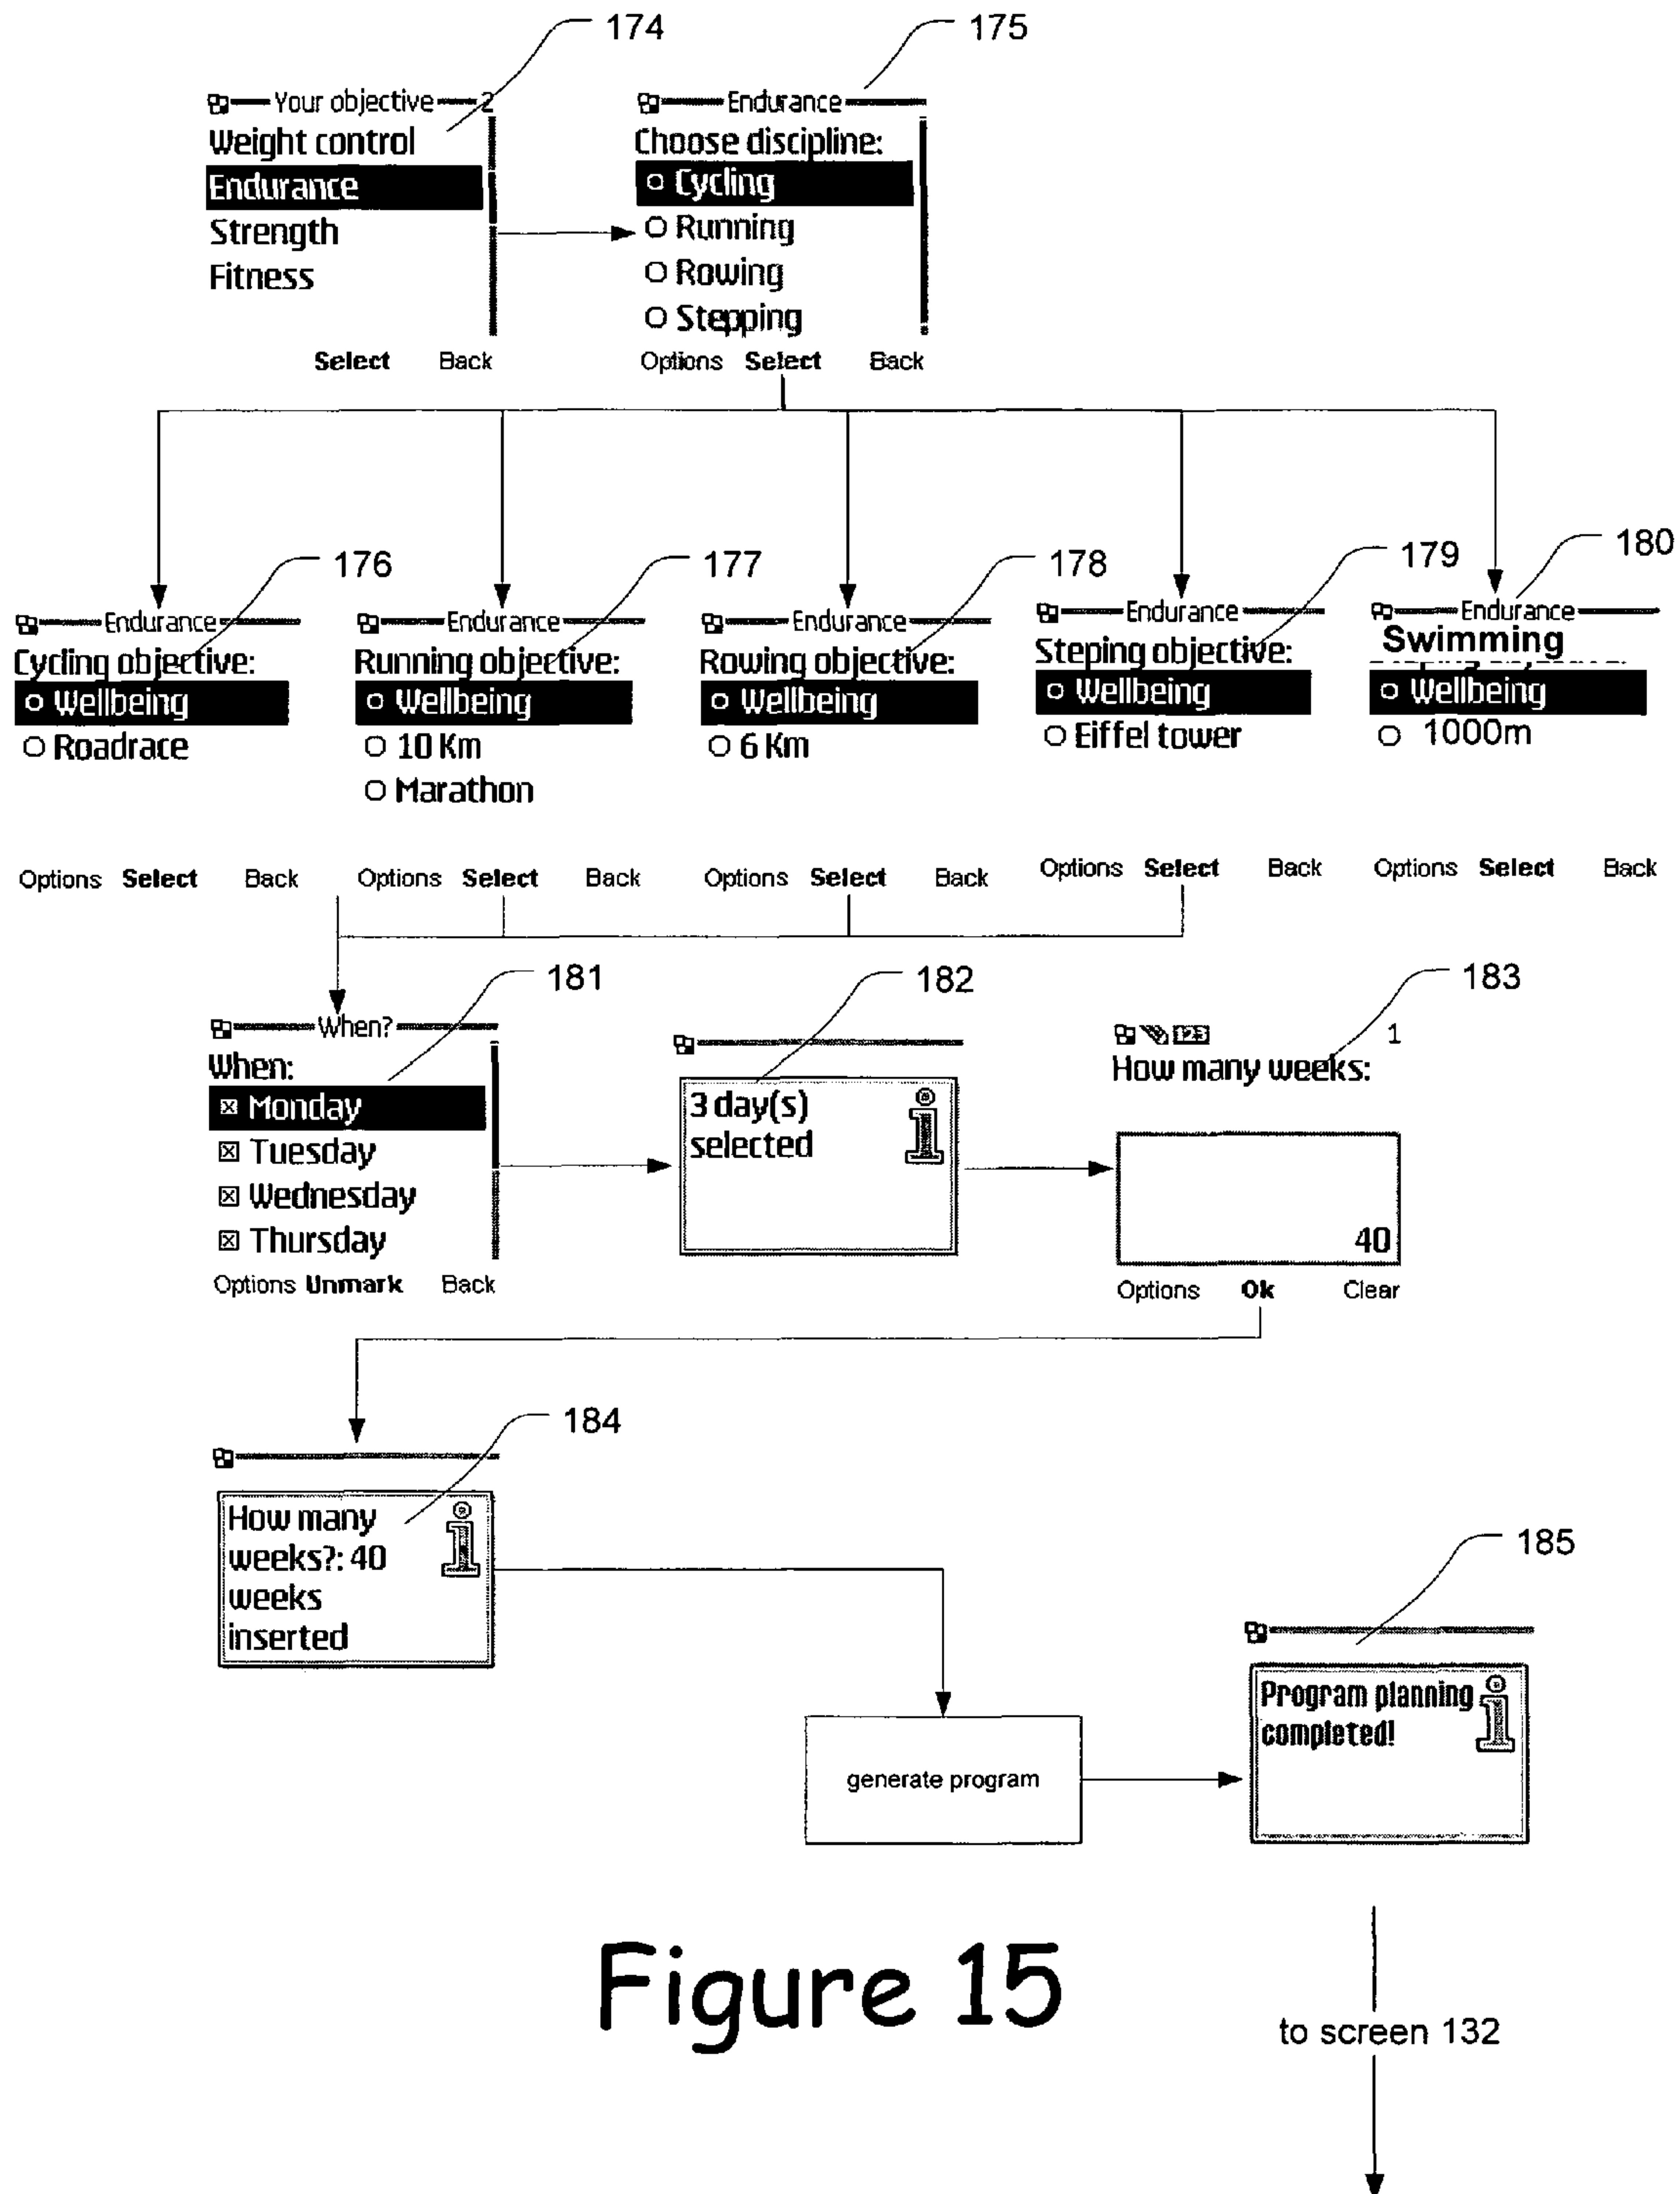 174
175
Your objective 2
Weight control
Endurance
Strength
Fitness
Select Back
Endurance
Choose discipline:
Cycling
Running
Rowing
Stepping
Options Select Back
176
177
178
179
180
Endurance
Cycling objective:
Wellbeing
Roadrace
Options Select Back
Endurance
Running objective:
Wellbeing
10 Km
Marathon
Options Select Back
Endurance
Rowing objective:
Wellbeing
6 Km
Options Select Back
Endurance
Steping objective:
Wellbeing
Eiffel tower
Options Select Back
Endurance
Swimming
Wellbeing
1000m
Options Select Back
181
182
183
When?
When:
Monday
Tuesday
Wednesday
Thursday
Options Unmark Back
3 day(s)
selected
123 1
How many weeks:
40
Options Ok Clear
184
How many
weeks?: 40
weeks
inserted
generate program
185
Program planning
completed!
Figure 15
to screen 132